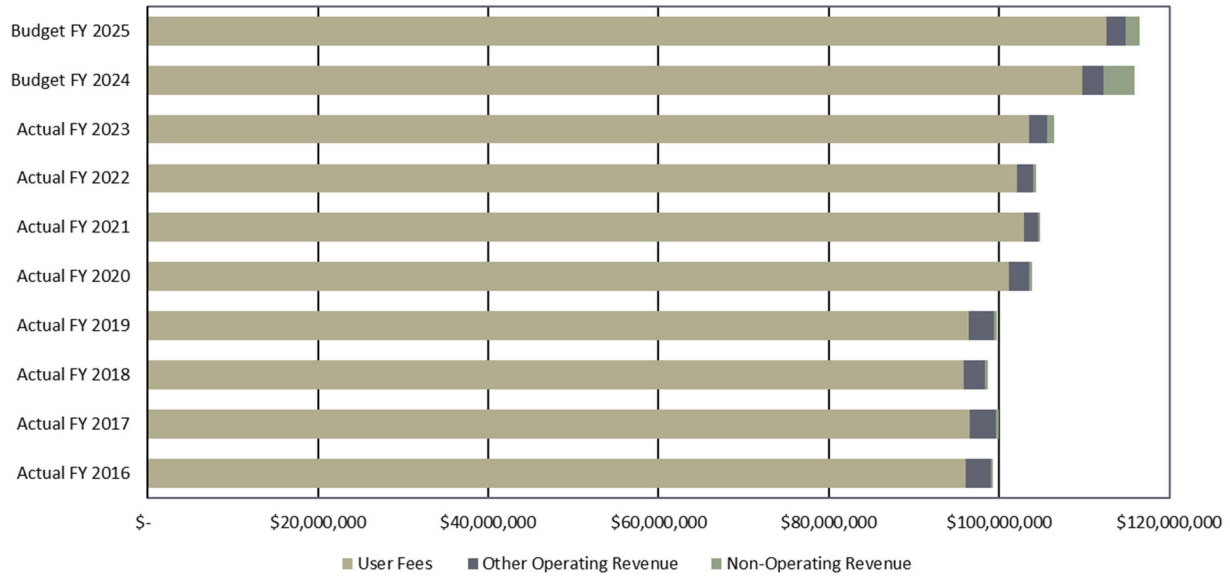 Budget FY 2025
Budget FY 2024
Actual FY 2023
Actual FY 2022
Actual FY 2021
Actual FY 2020
Actual FY 2019
Actual FY 2018
Actual FY 2017
Actual FY 2016
$- $20,000,000 $40,000,000 $60,000,000 $80,000,000 $100,000,000 $120,000,000
User Fees Other Operating Revenue Non-Operating Revenue